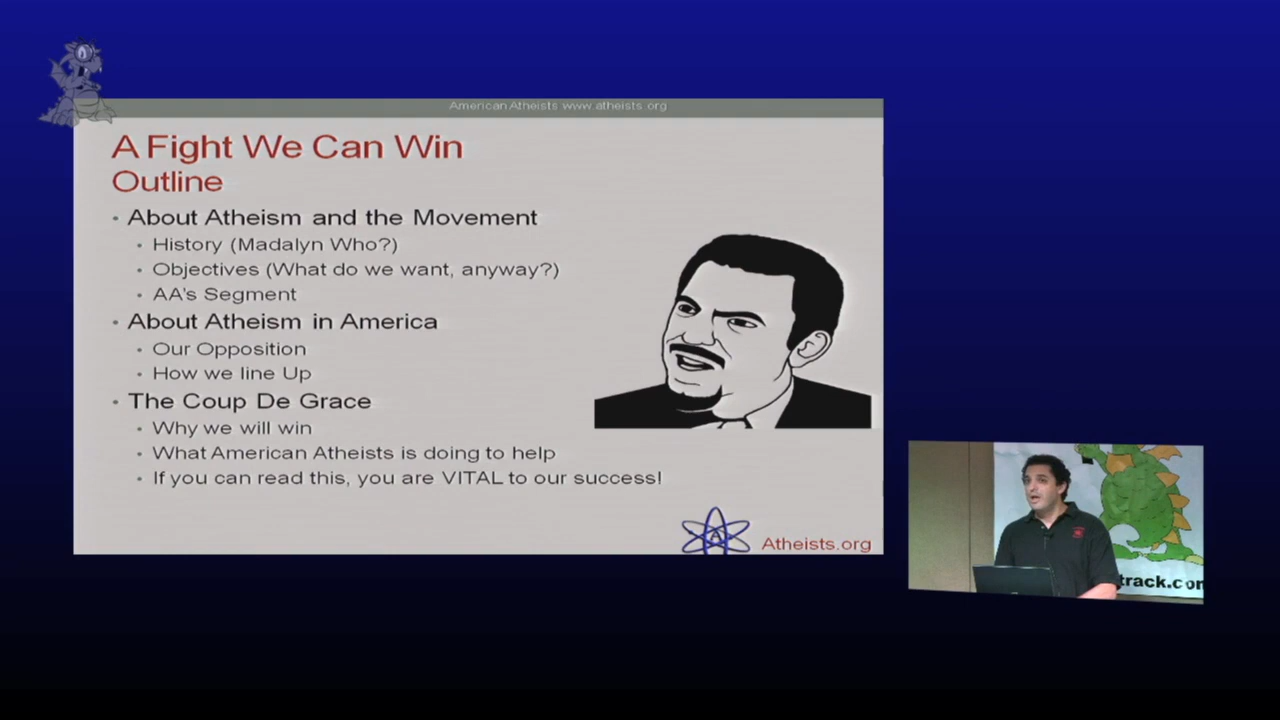 American Atheists www.atheists.org
A Fight We Can Win
Outline
• About Atheism and the Movement
• History (Madalyn Who?)
• Objectives (What do we want, anyway?)
• AA's Segment
• About Atheism in America
• Our Opposition
• How we line Up
• The Coup De Grace
• Why we will win
• What American Atheists is doing to help
• If you can read this, you are VITAL to our success!
A
Atheists.org
track.com